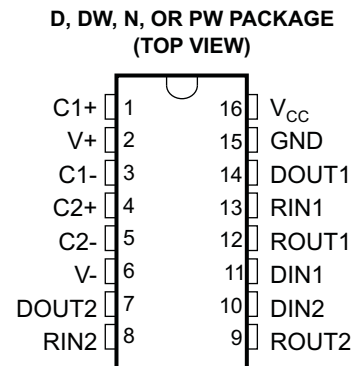 D, DW, N, OR PW PACKAGE
(TOP VIEW)
C1+ 1 16 VCC
V+ 2 15 GND
C1- 3 14 DOUT1
C2+ 4 13 RIN1
C2- 5 12 ROUT1
V- 6 11 DIN1
DOUT2 7 10 DIN2
RIN2 8 9 ROUT2